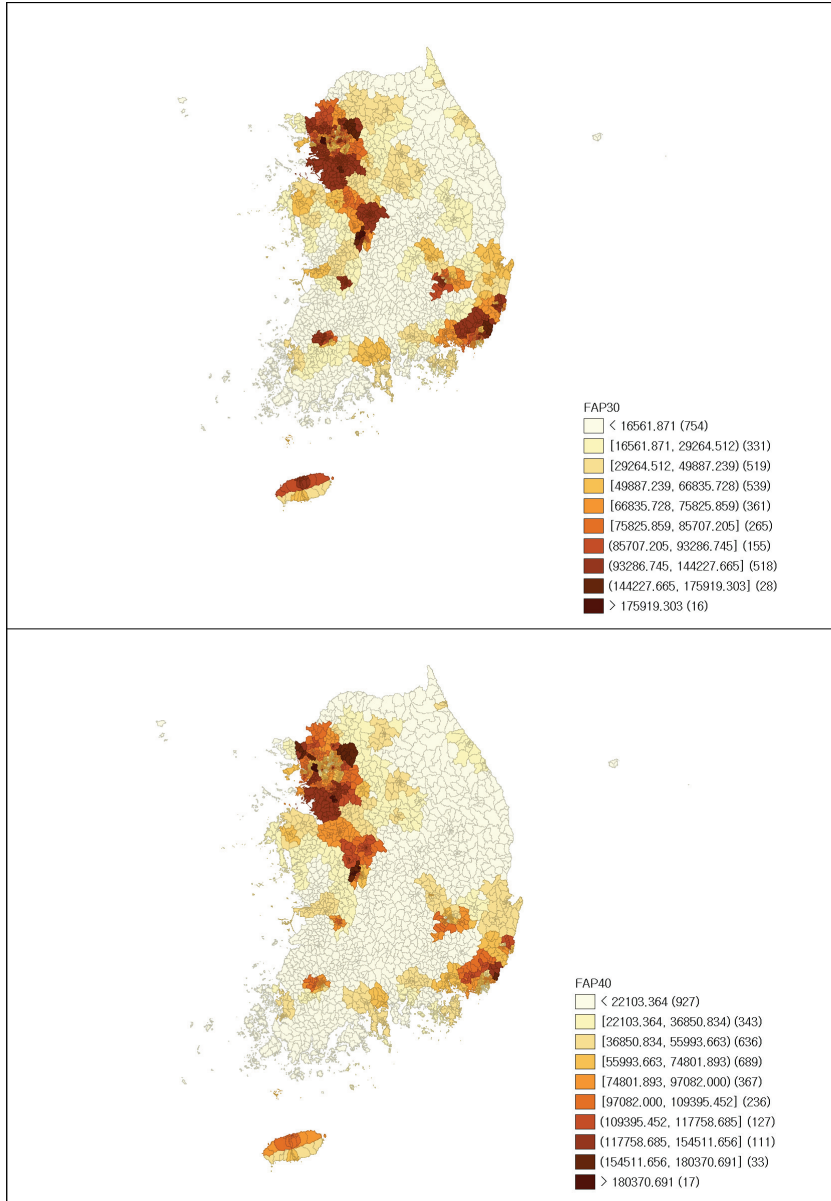 FAP30
< 16561.871 (754)
[16561.871, 29264.512) (331)
[29264.512, 49887.239) (519)
[49887.239, 66835.728) (539)
[66835.728, 75825.859) (361)
[75825.859, 85707.205] (265)
(85707.205, 93286.745] (155)
(93286.745, 144227.665] (518)
(144227.665, 175919.303] (28)
> 175919.303 (16)
FAP40
< 22103.364 (927)
[22103.364, 36850.834) (343)
[36850.834, 55993.663) (636)
[55993.663, 74801.893) (689)
[74801.893, 97082.000) (367)
[97082.000, 109395.452] (236)
(109395.452, 117758.685] (127)
(117758.685, 154511.656] (111)
(154511.656, 180370.691] (33)
> 180370.691 (17)